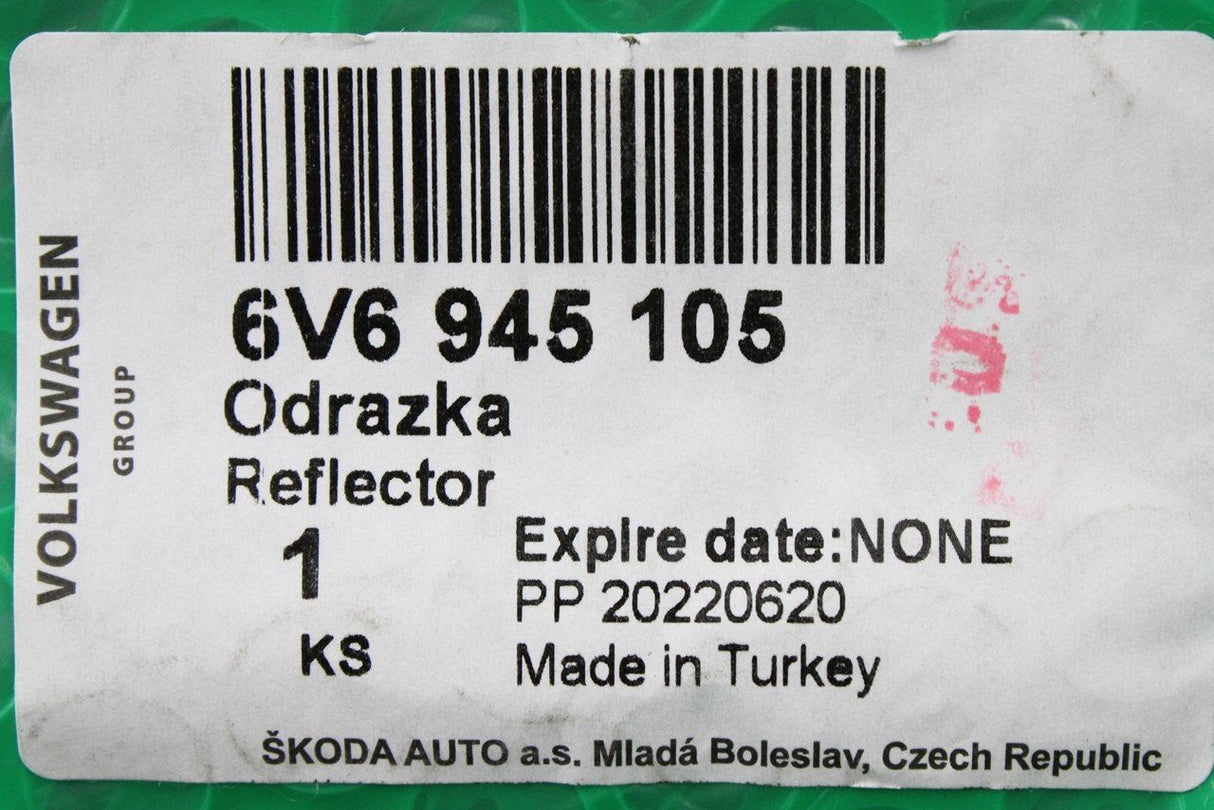 VOLKSWAGEN
GROUP
6V6 945 105
Odrazka
Reflector
1
KS
Expire date:NONE
PP 20220620
Made in Turkey
ŠKODA AUTO a.s. Mladá Boleslav, Czech Republic